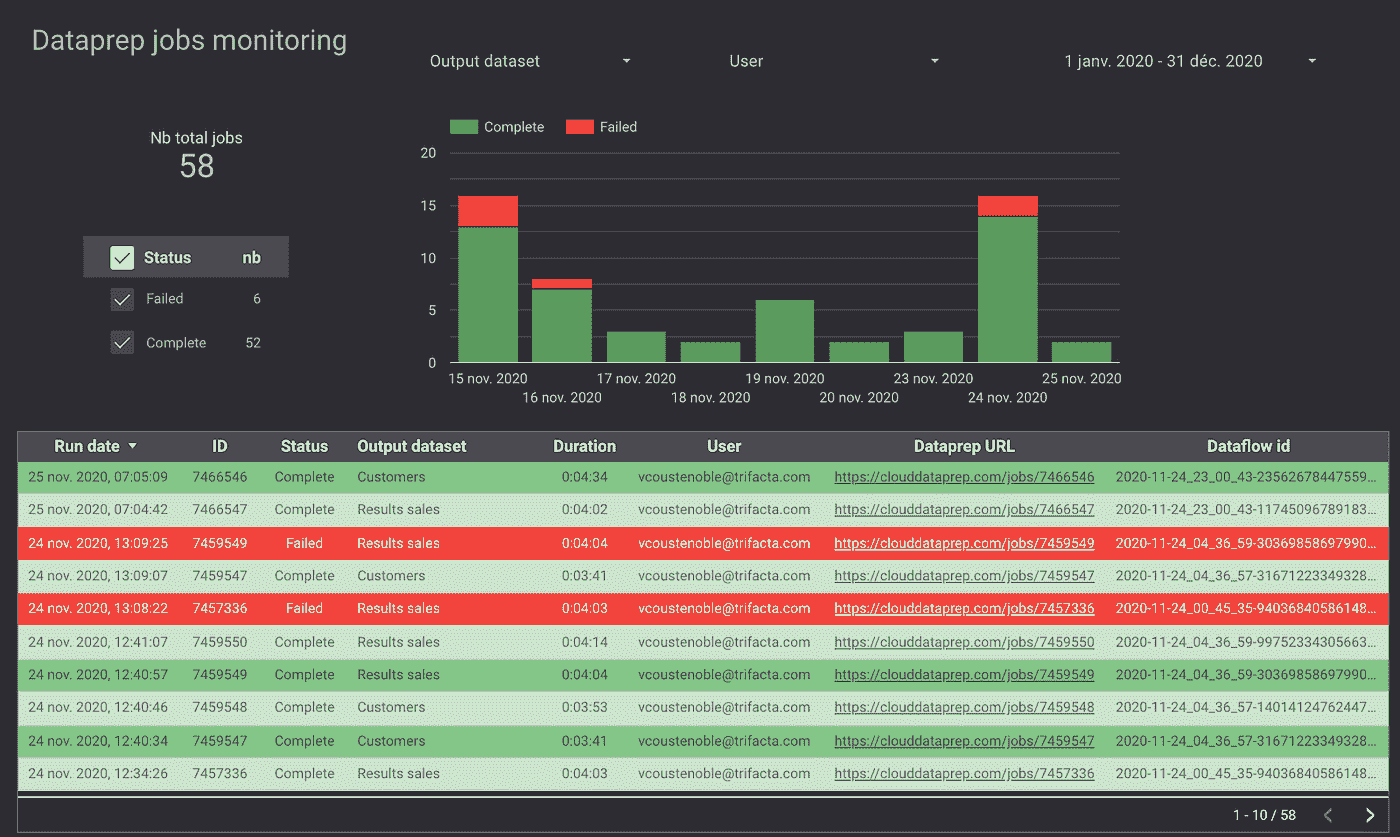 Dataprep jobs monitoring
Output dataset User 1 janv. 2020 - 31 déc. 2020
Nb total jobs
58
Status nb
Failed 6
Complete 52
Complete Failed
20
15
10
5
0
15 nov. 2020 17 nov. 2020 19 nov. 2020 23 nov. 2020 25 nov. 2020
16 nov. 2020 18 nov. 2020 20 nov. 2020 24 nov. 2020
Run date ID Status Output dataset Duration User Dataprep URL Dataflow id
25 nov. 2020, 07:05:09 7466546 Complete Customers 0:04:34 vcoustenoble@trifacta.com https://clouddataprep.com/jobs/7466546 2020-11-24_23_00_43-23562678447559...
25 nov. 2020, 07:04:42 7466547 Complete Results sales 0:04:02 vcoustenoble@trifacta.com https://clouddataprep.com/jobs/7466547 2020-11-24_23_00_43-11745096789183...
24 nov. 2020, 13:09:25 7459549 Failed Results sales 0:04:04 vcoustenoble@trifacta.com https://clouddataprep.com/jobs/7459549 2020-11-24_04_36_59-30369858697990...
24 nov. 2020, 13:09:07 7459547 Complete Customers 0:03:41 vcoustenoble@trifacta.com https://clouddataprep.com/jobs/7459547 2020-11-24_04_36_57-31671223349328...
24 nov. 2020, 13:08:22 7457336 Failed Results sales 0:04:03 vcoustenoble@trifacta.com https://clouddataprep.com/jobs/7457336 2020-11-24_00_45_35-94036840586148...
24 nov. 2020, 12:41:07 7459550 Complete Results sales 0:04:14 vcoustenoble@trifacta.com https://clouddataprep.com/jobs/7459550 2020-11-24_04_36_59-99752334305663...
24 nov. 2020, 12:40:57 7459549 Complete Results sales 0:04:04 vcoustenoble@trifacta.com https://clouddataprep.com/jobs/7459549 2020-11-24_04_36_59-30369858697990...
24 nov. 2020, 12:40:46 7459548 Complete Customers 0:03:53 vcoustenoble@trifacta.com https://clouddataprep.com/jobs/7459548 2020-11-24_04_36_57-14014124762447...
24 nov. 2020, 12:40:34 7459547 Complete Customers 0:03:41 vcoustenoble@trifacta.com https://clouddataprep.com/jobs/7459547 2020-11-24_04_36_57-31671223349328...
24 nov. 2020, 12:34:26 7457336 Complete Results sales 0:04:03 vcoustenoble@trifacta.com https://clouddataprep.com/jobs/7457336 2020-11-24_00_45_35-94036840586148...
1 - 10 / 58